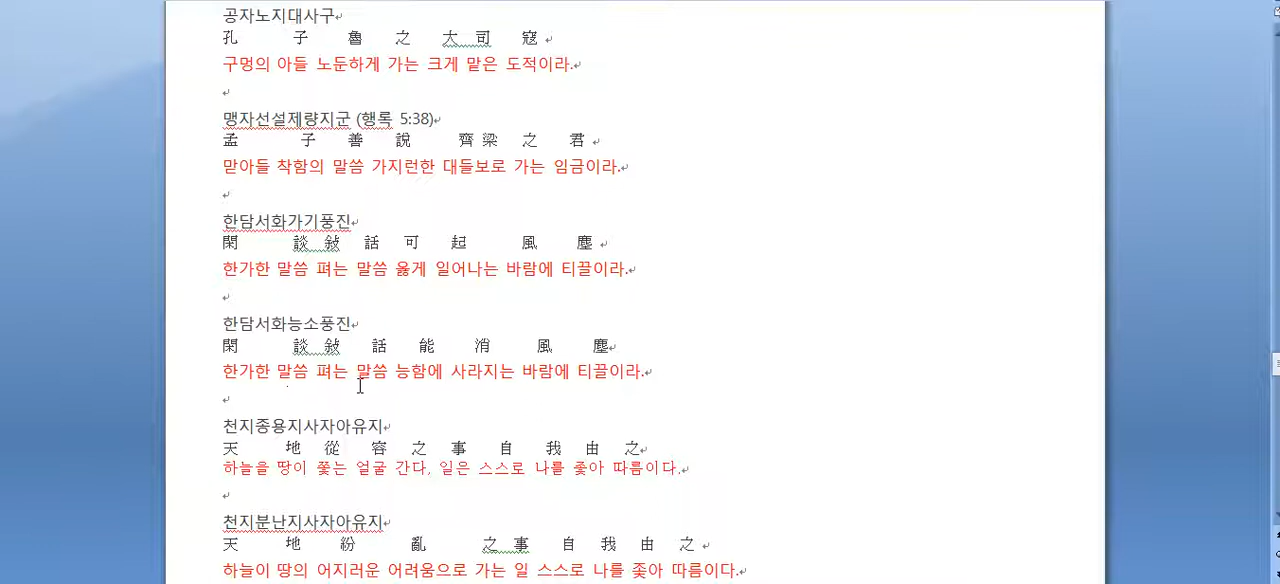 공자노지대사구
孔 子 魯 之 大 司 寇
구멍의 아들 노둔하게 가는 크게 맡은 도적이라.
맹자선설제량지군 (행록 5:38)
孟 子 善 說 齊 梁 之 君
맏아들 착함의 말씀 가지런한 대들보로 가는 임금이라.
한담서화가기풍진
閑 談 敍 話 可 起 風 塵
한가한 말씀 펴는 말씀 옳게 일어나는 바람에 티끌이라.
한담서화능소풍진
閑 談 敍 話 能 消 風 塵
한가한 말씀 펴는 말씀 능함에 사라지는 바람에 티끌이라.
천지종용지사자아유지
天 地 從 容 之 事 自 我 由 之
하늘을 땅이 쫓는 얼굴 간다, 일은 스스로 나를 좇아 따름이다.
천지분난지사자아유지
天 地 紛 亂 之 事 自 我 由 之
하늘이 땅의 어지러운 어려움으로 가는 일 스스로 나를 좇아 따름이다.